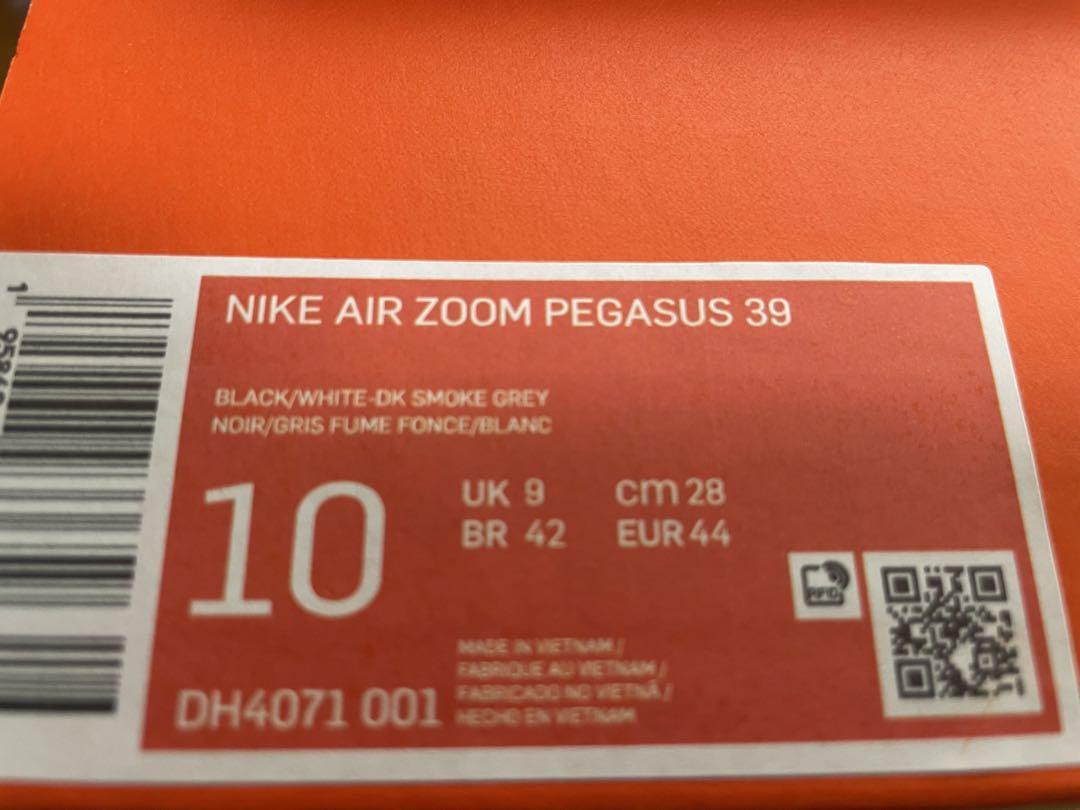 NIKE AIR ZOOM PEGASUS 39
BLACK/WHITE-DK SMOKE GREY
NOIR/GRIS FUME FONCE/BLANC
10
UK 9 cm 28
BR 42 EUR 44
RFID
MADE IN VIETNAM /
FABRIQUE AU VIETNAM /
FABRICADO NO VIETNÃ /
HECHO EN VIETNAM
DH4071 001
1